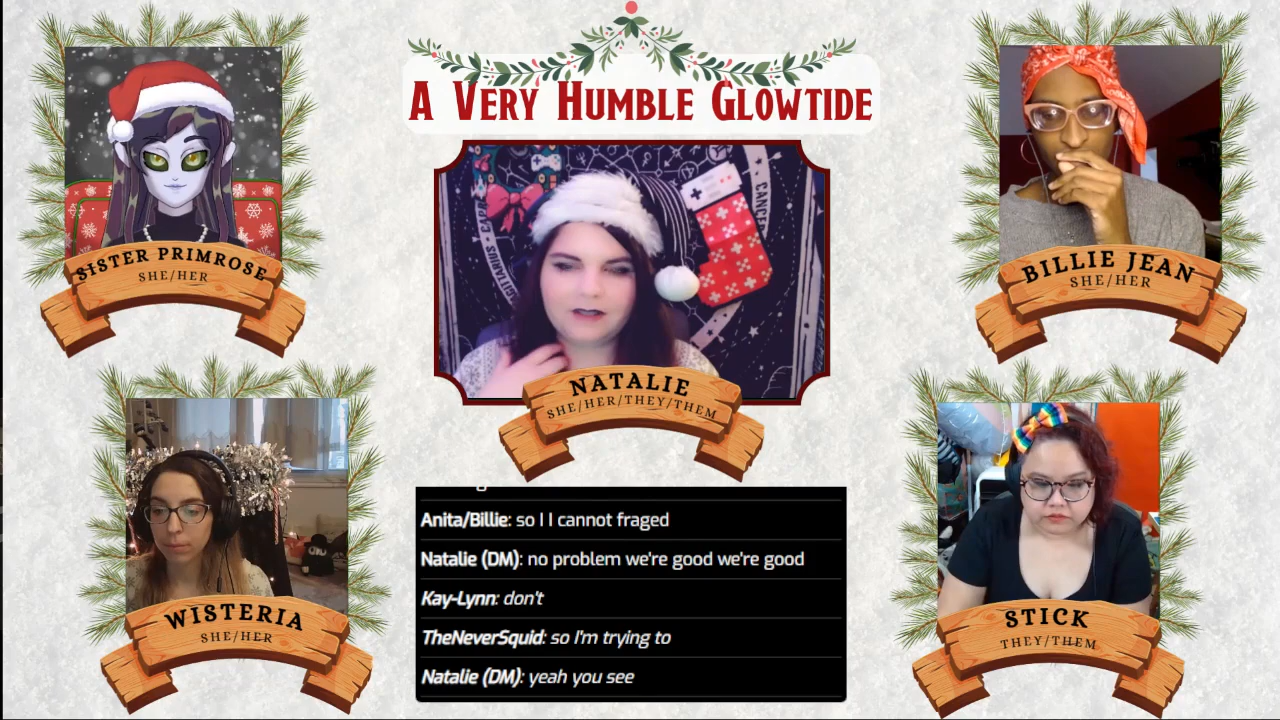 A Very Humble Glowtide
SISTER PRIMROSE
SHE/HER
BILLIE JEAN
SHE/HER
CANCER
NATALIE
SHE/HER/THEY/THEM
WISTERIA
SHE/HER
STICK
THEY/THEM
Anita/Billie: so I I cannot fraged
Natalie (DM): no problem we're good we're good
Kay-Lynn: don't
TheNeverSquid: so I'm trying to
Natalie (DM): yeah you see